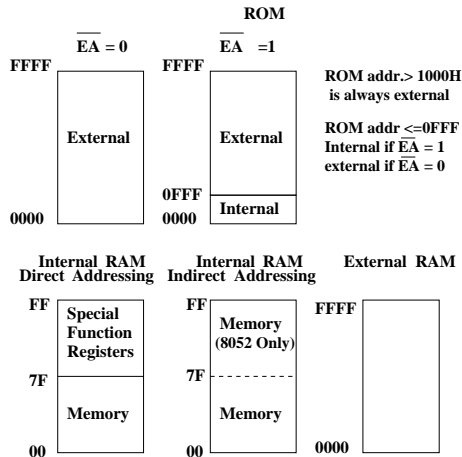 ROM
EA = 0
EA =1
FFFF
FFFF
ROM addr.> 1000H
is always external
External
External
ROM addr <=0FFF
Internal if EA = 1
external if EA = 0
0FFF
Internal
0000
0000
Internal RAM
Direct Addressing
Internal RAM
Indirect Addressing
External RAM
FF
Special
Function
Registers
7F
Memory
00
FF
Memory
(8052 Only)
7F
Memory
00
FFFF
0000